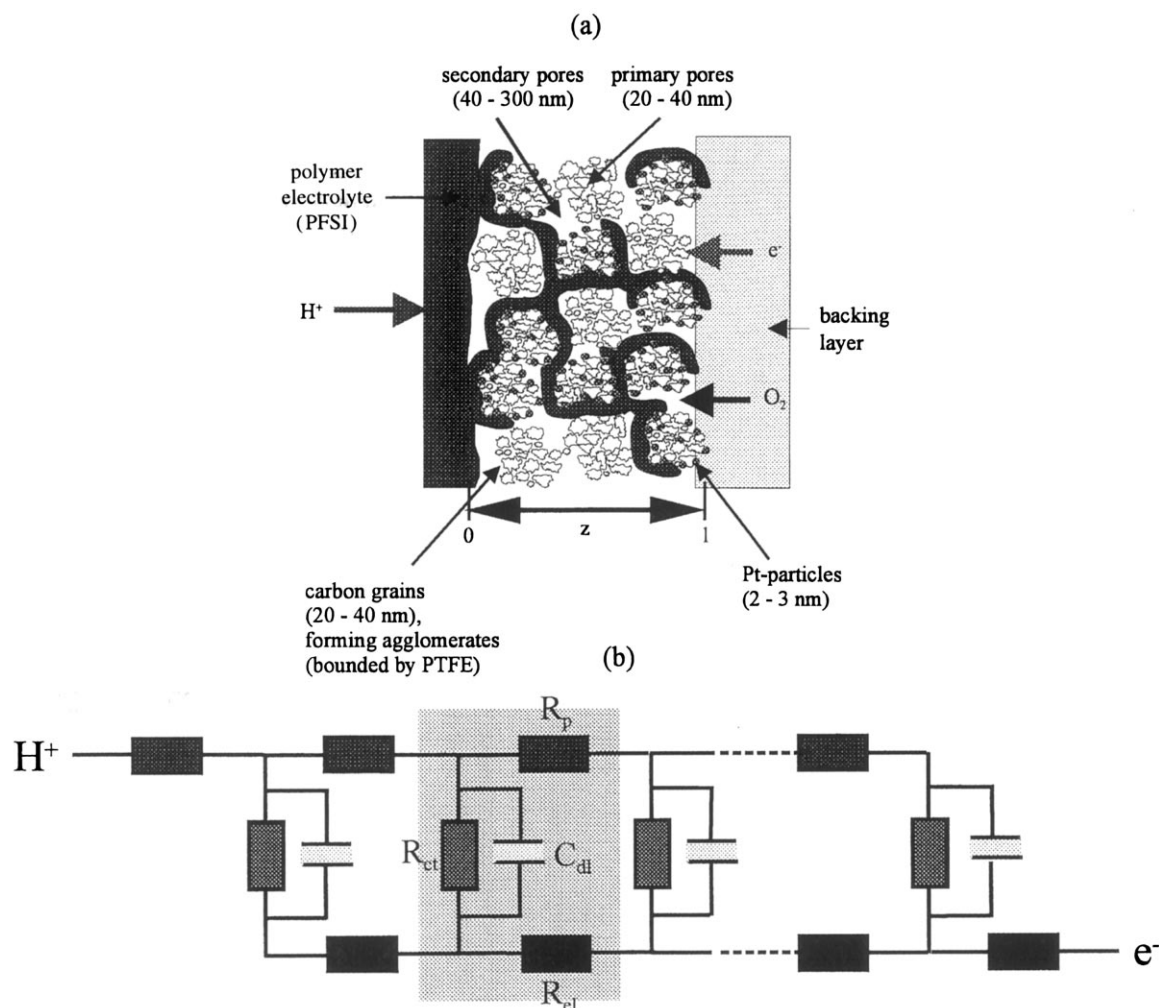 (a)
secondary pores
(40 - 300 nm)
primary pores
(20 - 40 nm)
polymer
electrolyte
(PFSI)
e-
H+
backing
layer
O2
0
z
1
Pt-particles
(2 - 3 nm)
carbon grains
(20 - 40 nm),
forming agglomerates
(bounded by PTFE)
(b)
Rp
H+
Rct
Cdl
e-
Rel